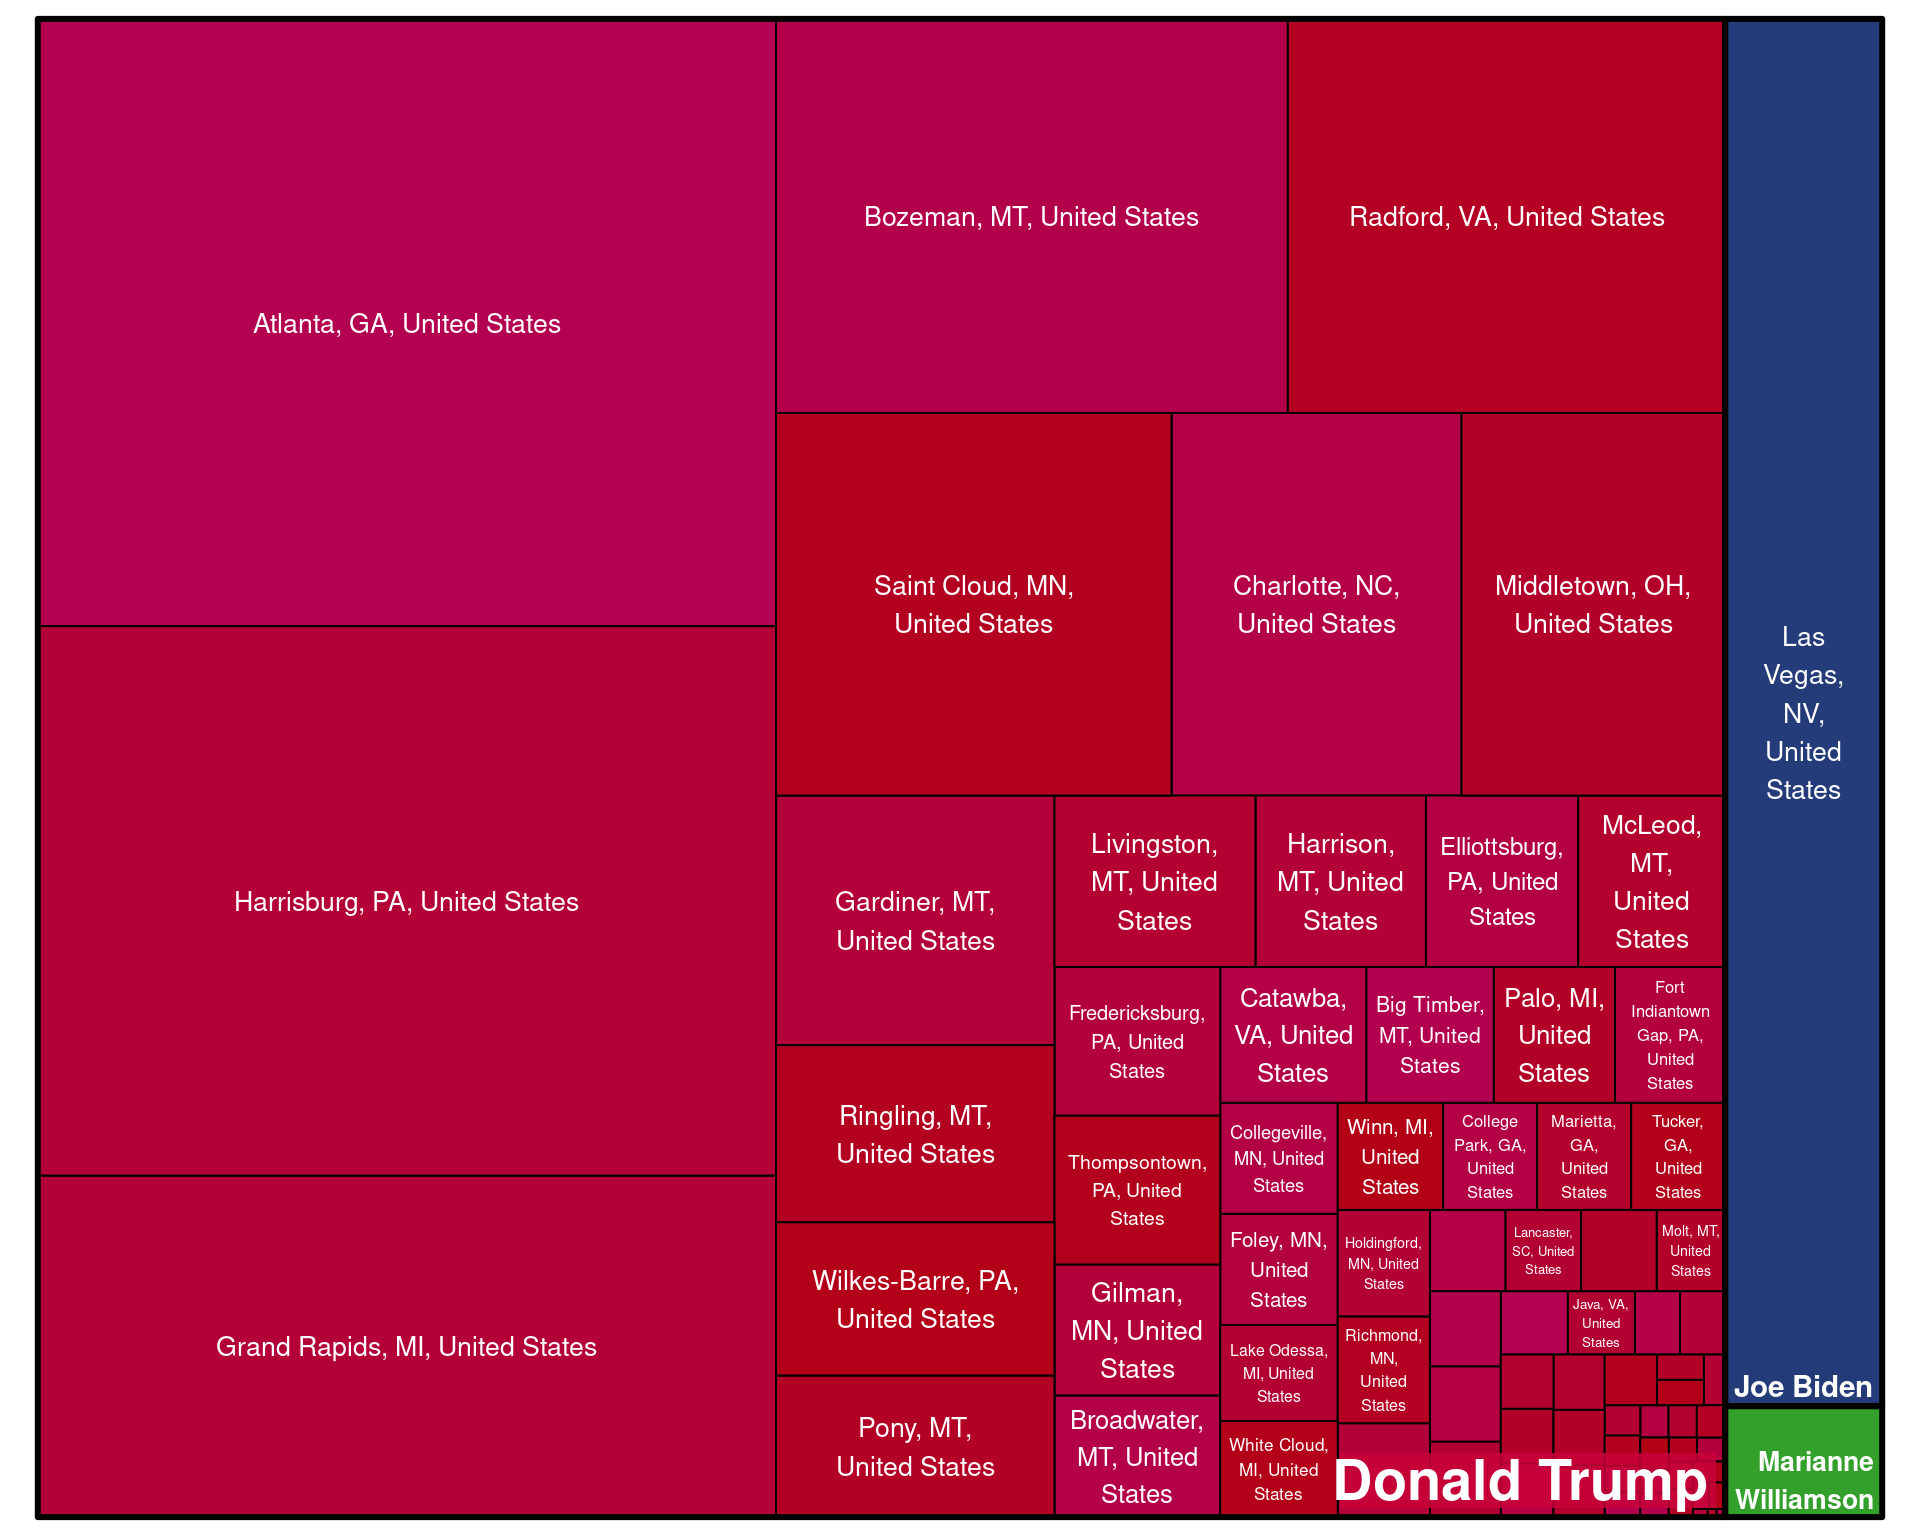 Atlanta, GA, United States
Harrisburg, PA, United States
Grand Rapids, MI, United States
Bozeman, MT, United States
Radford, VA, United States
Saint Cloud, MN,
United States
Charlotte, NC,
United States
Middletown, OH,
United States
Gardiner, MT,
United States
Ringling, MT,
United States
Wilkes-Barre, PA,
United States
Pony, MT,
United States
Livingston,
MT, United
States
Harrison,
MT, United
States
Elliottsburg,
PA, United
States
McLeod,
MT,
United
States
Fredericksburg,
PA, United
States
Thompsontown,
PA, United
States
Gilman,
MN, United
States
Broadwater,
MT, United
States
Catawba,
VA, United
States
Big Timber,
MT, United
States
Palo, MI,
United
States
Fort
Indiantown
Gap, PA,
United
States
Collegeville,
MN, United
States
Foley, MN,
United
States
Lake Odessa,
MI, United
States
White Cloud,
MI, United
States
Winn, MI,
United
States
College
Park, GA,
United
States
Marietta,
GA,
United
States
Tucker,
GA,
United
States
Holdingford,
MN, United
States
Richmond,
MN,
United
States
Lancaster,
SC, United
States
Molt, MT,
United
States
Java, VA,
United
States
Donald Trump
Las
Vegas,
NV,
United
States
Joe Biden
Marianne
Williamson